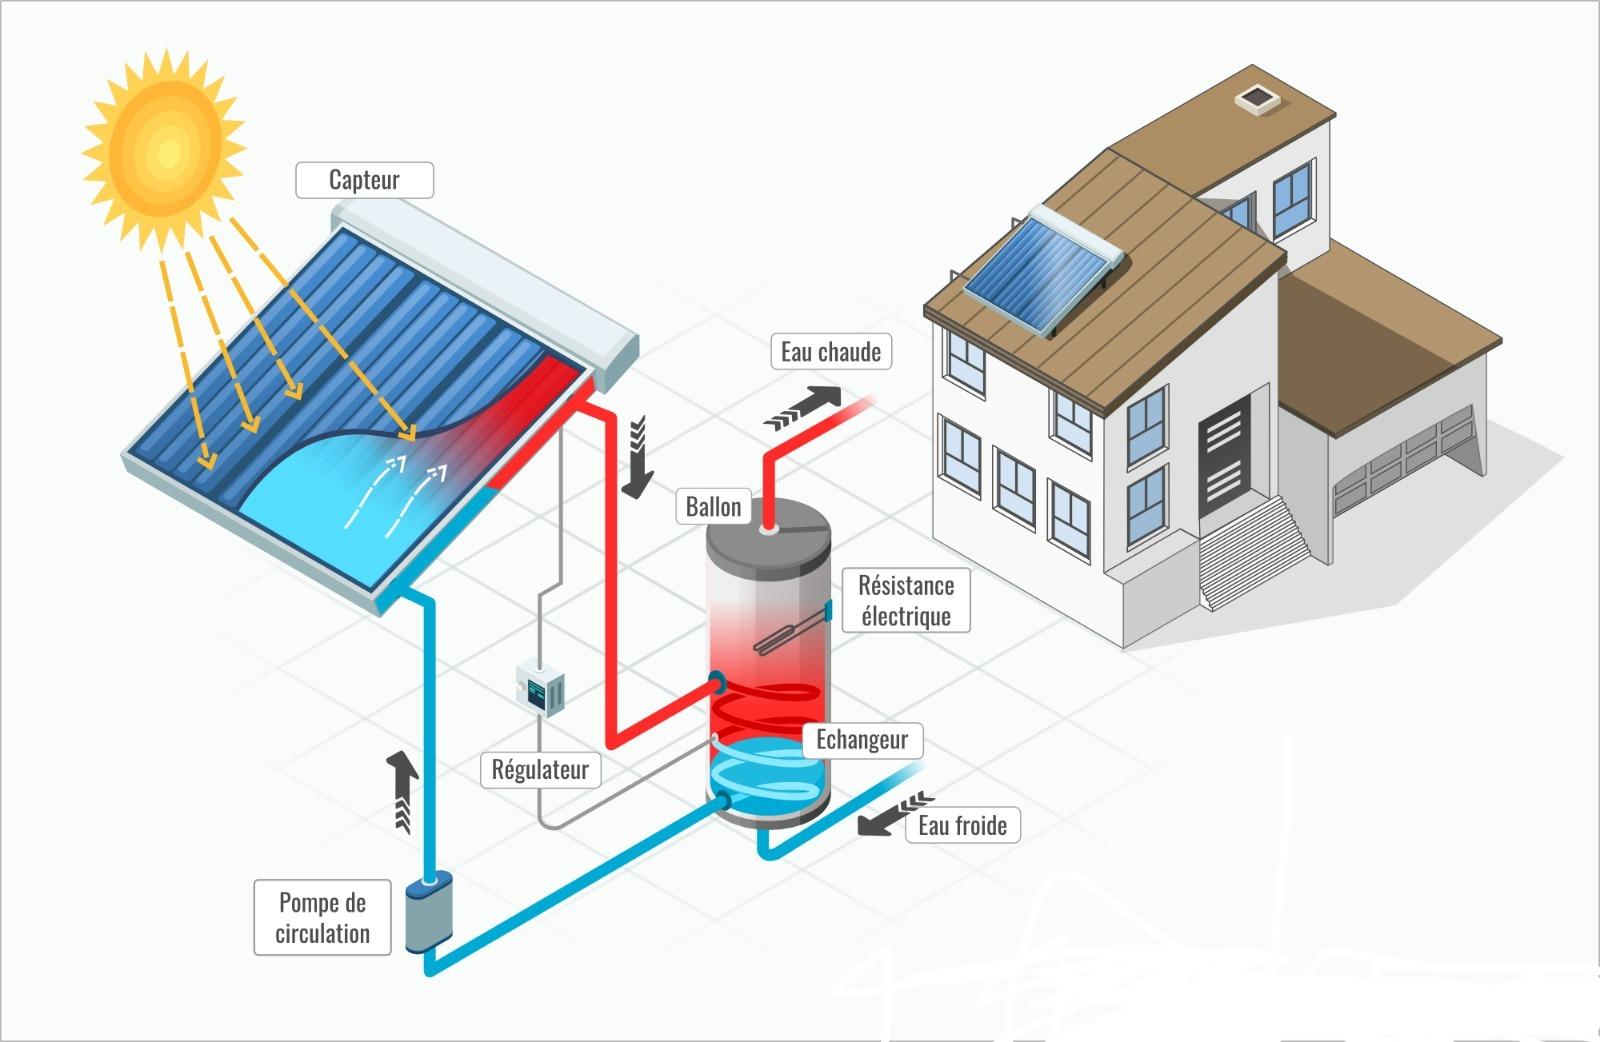 Capteur
Eau chaude
Ballon
Résistance
électrique
Echangeur
Régulateur
Eau froide
Pompe de
circulation